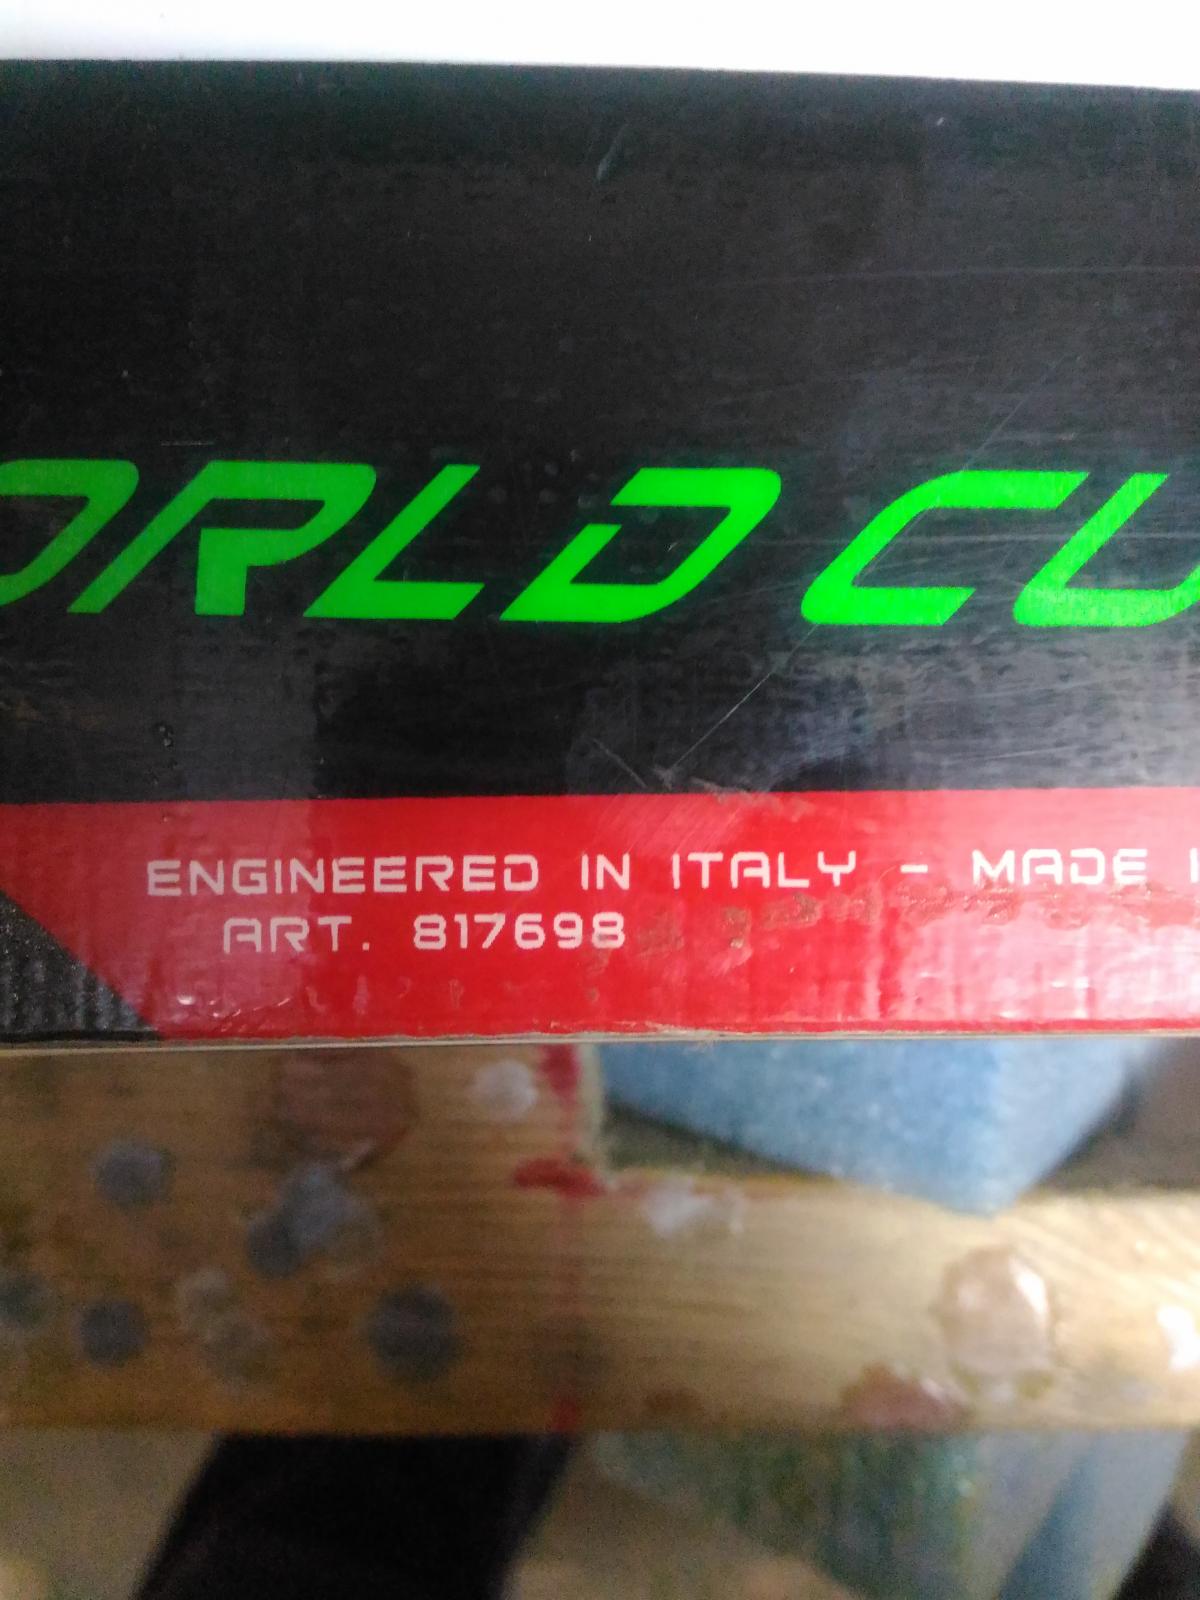 ORLD CU
ENGINEERED IN ITALY - MADE I
ART. 817698